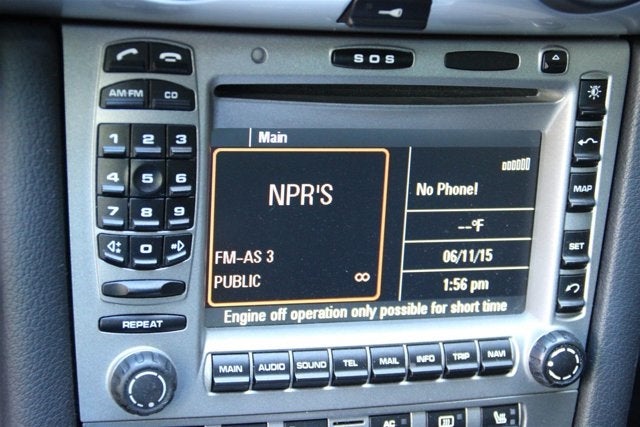 SOS
AM·FM CD
1 2 3
4 5 6
7 8 9
0
REPEAT
Main
NPR'S
FM-AS 3
PUBLIC
No Phone!
--°F
06/11/15
1:56 pm
Engine off operation only possible for short time
MAP
SET
MAIN AUDIO SOUND TEL MAIL INFO TRIP NAVI
AC